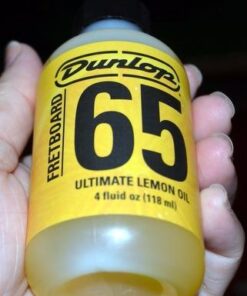 Dunlop
FRETBOARD
65
ULTIMATE LEMON OIL
4 fluid oz (118 ml)